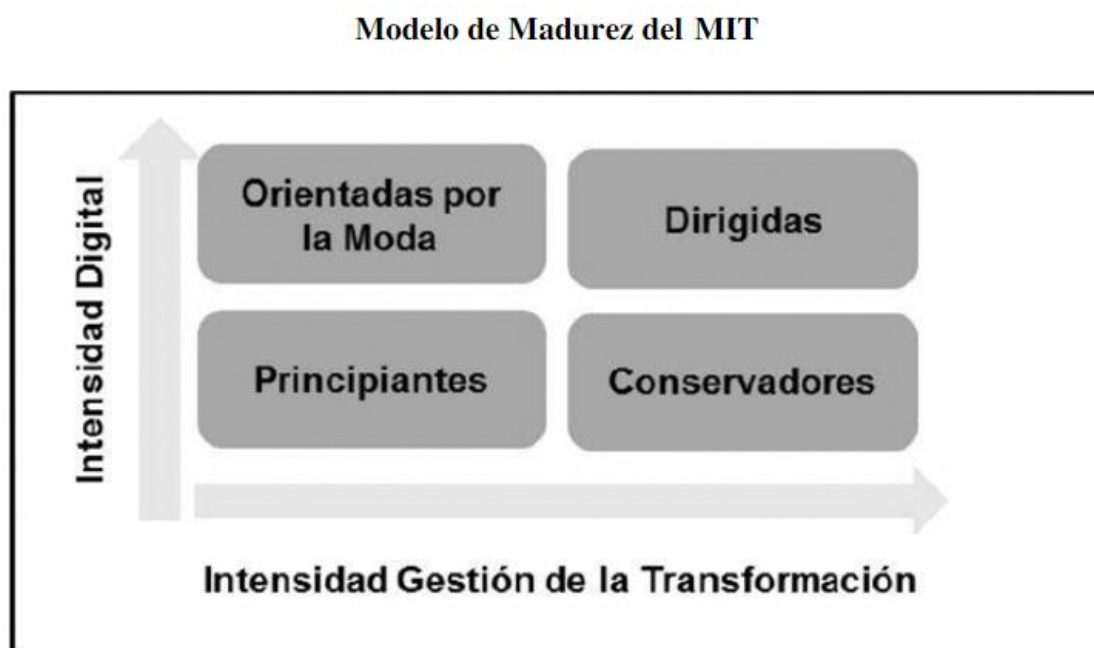 Modelo de Madurez del MIT
Intensidad Digital
Orientadas por
la Moda
Dirigidas
Principiantes
Conservadores
Intensidad Gestión de la Transformación